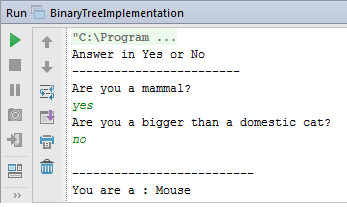 Run BinaryTreeImplementation
"C:\Program ...
Answer in Yes or No
-----------------------
Are you a mammal?
yes
Are you a bigger than a domestic cat?
no
-------------------------
You are a : Mouse